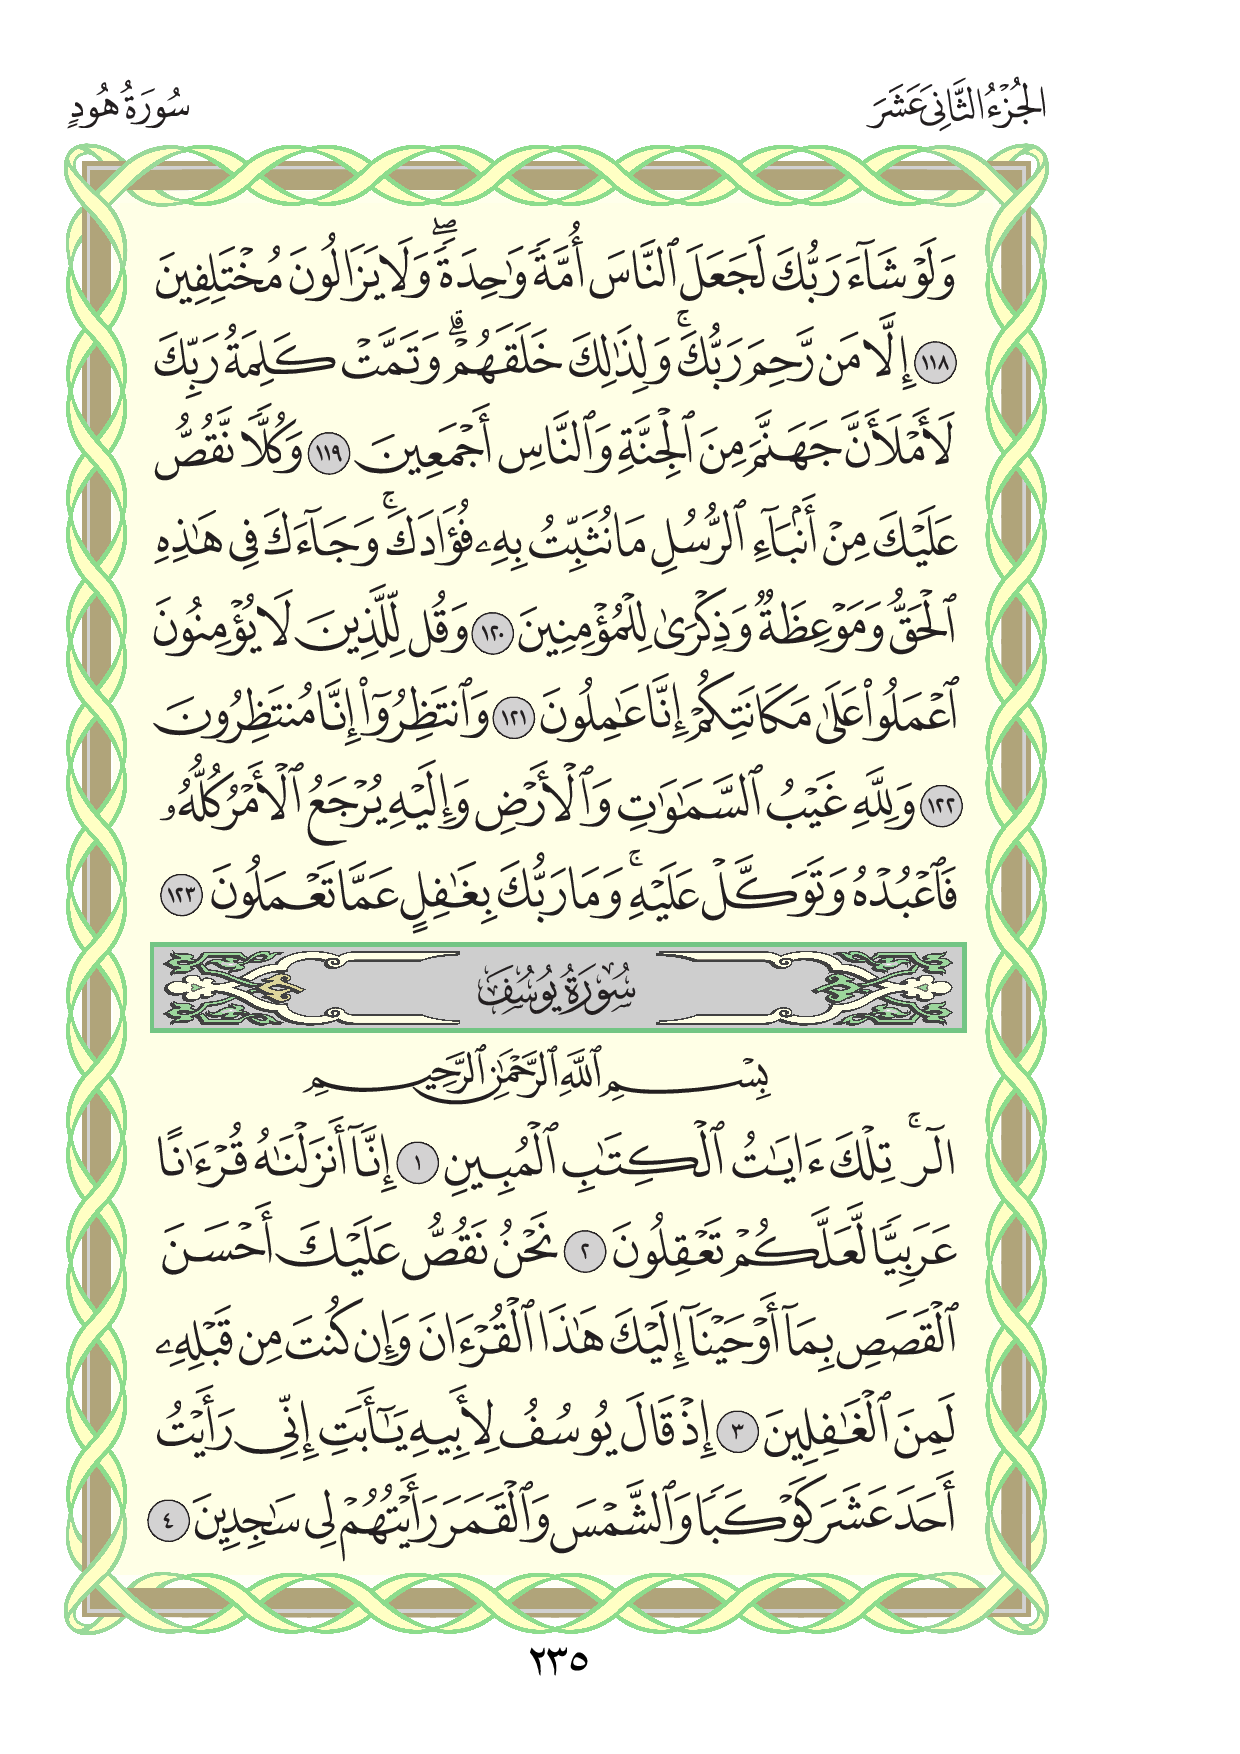 الجُزْءُ الثَّانِيَ عَشَرَ
سُورَةُ هُودٍ
وَلَوۡ شَآءَ رَبُّكَ لَجَعَلَ ٱلنَّاسَ أُمَّةٗ وَٰحِدَةٗۖ وَلَا يَزَالُونَ مُخۡتَلِفِينَ
١١٨ إِلَّا مَن رَّحِمَ رَبُّكَۚ وَلِذَٰلِكَ خَلَقَهُمۡۗ وَتَمَّتۡ كَلِمَةُ رَبِّكَ
لَأَمۡلَأَنَّ جَهَنَّمَ مِنَ ٱلۡجِنَّةِ وَٱلنَّاسِ أَجۡمَعِينَ ١١٩ وَكُلّٗا نَّقُصُّ
عَلَيۡكَ مِنۡ أَنۢبَآءِ ٱلرُّسُلِ مَا نُثَبِّتُ بِهِۦ فُؤَادَكَۚ وَجَآءَكَ فِي هَٰذِهِ
ٱلۡحَقُّ وَمَوۡعِظَةٞ وَذِكۡرَىٰ لِلۡمُؤۡمِنِينَ ١٢٠ وَقُل لِّلَّذِينَ لَا يُؤۡمِنُونَ
ٱعۡمَلُواْ عَلَىٰ مَكَانَتِكُمۡ إِنَّا عَٰمِلُونَ ١٢١ وَٱنتَظِرُوٓاْ إِنَّا مُنتَظِرُونَ
١٢٢ وَلِلَّهِ غَيۡبُ ٱلسَّمَٰوَٰتِ وَٱلۡأَرۡضِ وَإِلَيۡهِ يُرۡجَعُ ٱلۡأَمۡرُ كُلُّهُۥ
فَٱعۡبُدۡهُ وَتَوَكَّلۡ عَلَيۡهِۚ وَمَا رَبُّكَ بِغَٰفِلٍ عَمَّا تَعۡمَلُونَ ١٢٣
سُورَةُ يُوسُفَ
بِسۡمِ ٱللَّهِ ٱلرَّحۡمَٰنِ ٱلرَّحِيمِ
الٓرۚ تِلۡكَ ءَايَٰتُ ٱلۡكِتَٰبِ ٱلۡمُبِينِ ١ إِنَّآ أَنزَلۡنَٰهُ قُرۡءَٰنًا
عَرَبِيّٗا لَّعَلَّكُمۡ تَعۡقِلُونَ ٢ نَحۡنُ نَقُصُّ عَلَيۡكَ أَحۡسَنَ
ٱلۡقَصَصِ بِمَآ أَوۡحَيۡنَآ إِلَيۡكَ هَٰذَا ٱلۡقُرۡءَانَ وَإِن كُنتَ مِن قَبۡلِهِۦ
لَمِنَ ٱلۡغَٰفِلِينَ ٣ إِذۡ قَالَ يُوسُفُ لِأَبِيهِ يَٰٓأَبَتِ إِنِّي رَأَيۡتُ
أَحَدَ عَشَرَ كَوۡكَبٗا وَٱلشَّمۡسَ وَٱلۡقَمَرَ رَأَيۡتُهُمۡ لِي سَٰجِدِينَ ٤
٢٣٥